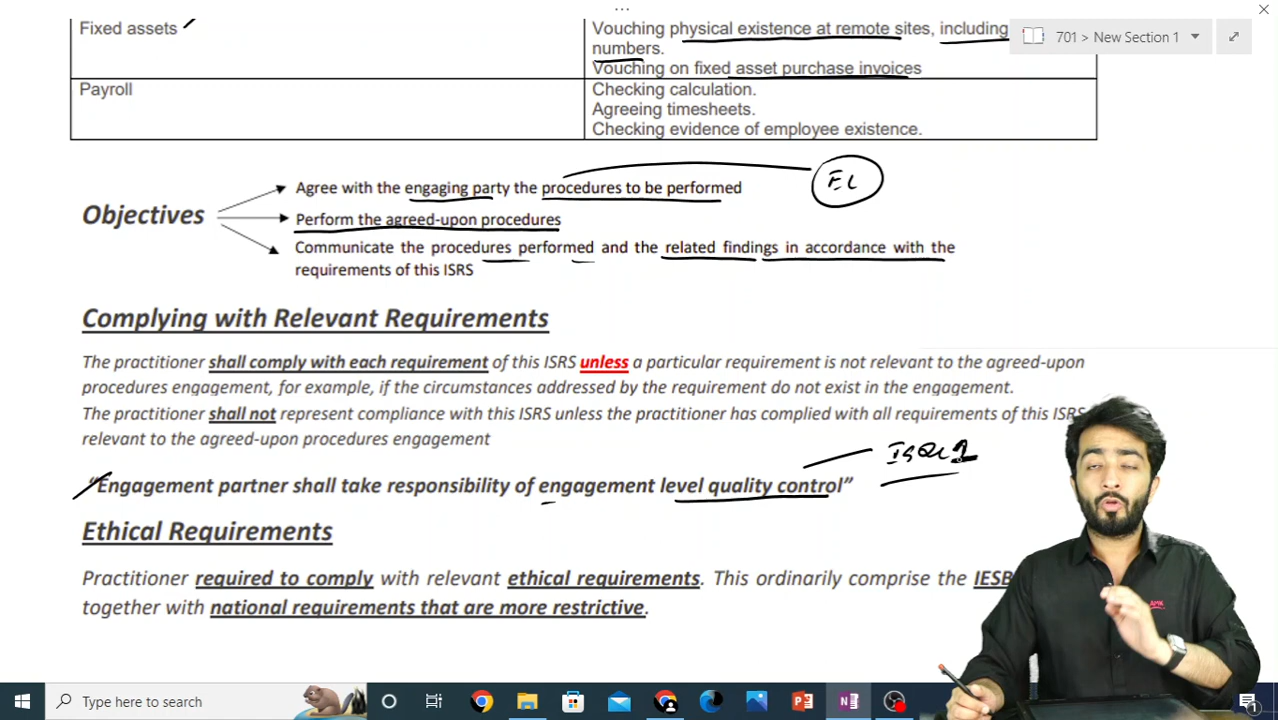 701 > New Section 1
Fixed assets
Vouching physical existence at remote sites, including
numbers.
Vouching on fixed asset purchase invoices
Payroll
Checking calculation.
Agreeing timesheets.
Checking evidence of employee existence.
Objectives
Agree with the engaging party the procedures to be performed
EL
Perform the agreed-upon procedures
Communicate the procedures performed and the related findings in accordance with the
requirements of this ISRS
Complying with Relevant Requirements
The practitioner shall comply with each requirement of this ISRS unless a particular requirement is not relevant to the agreed-upon
procedures engagement, for example, if the circumstances addressed by the requirement do not exist in the engagement.
The practitioner shall not represent compliance with this ISRS unless the practitioner has complied with all requirements of this ISRS
relevant to the agreed-upon procedures engagement
"Engagement partner shall take responsibility of engagement level quality control"
Ethical Requirements
Practitioner required to comply with relevant ethical requirements. This ordinarily comprise the IESB
together with national requirements that are more restrictive.
Type here to search